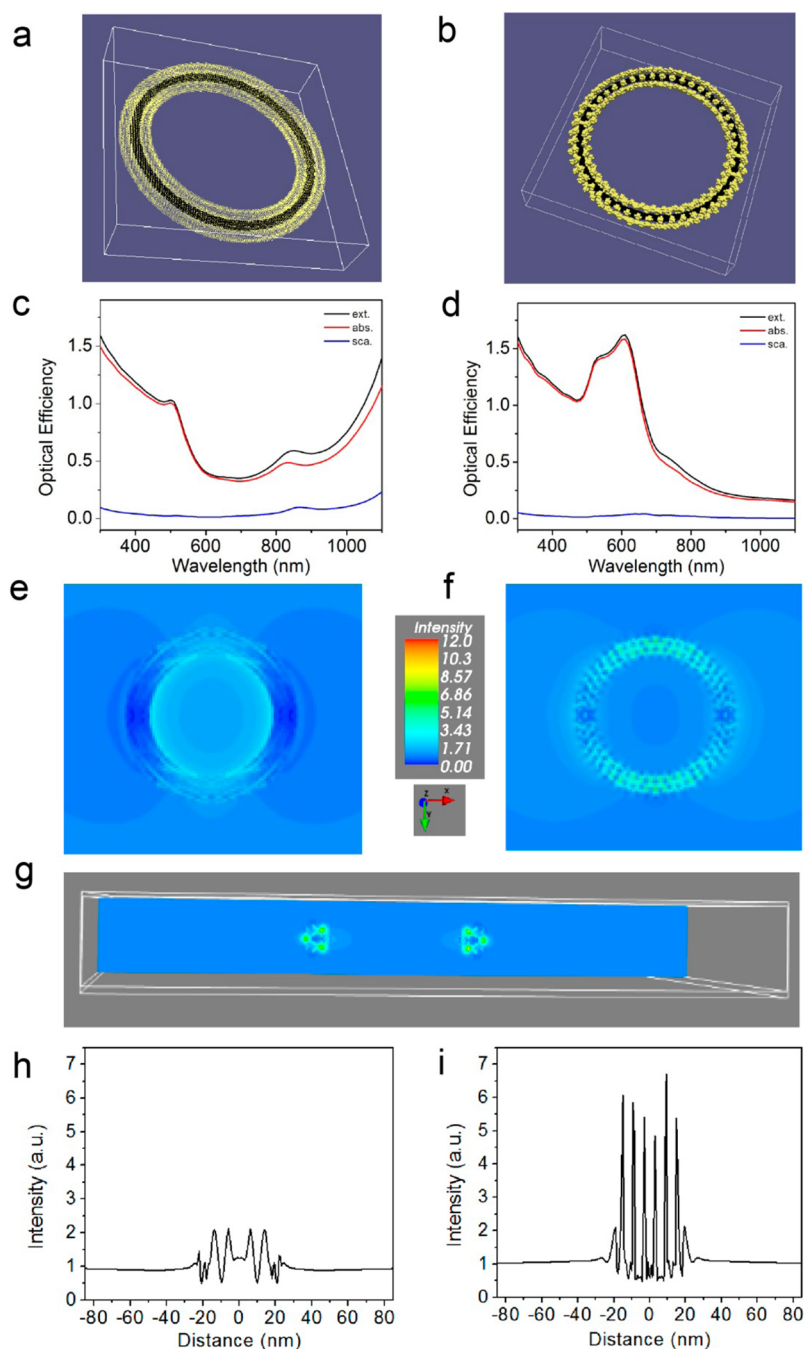 a
b
c
d
ext.
abs.
sca.
ext.
abs.
sca.
Optical Efficiency
1.5
1.0
0.5
0.0
400 600 800 1000
Wavelength (nm)
Optical Efficiency
1.5
1.0
0.5
0.0
400 600 800 1000
Wavelength (nm)
e
f
Intensity
12.0
10.3
8.57
6.86
5.14
3.43
1.71
0.00
Z
X
Y
g
h
i
Intensity (a.u.)
7
6
5
4
3
2
1
0
-80 -60 -40 -20 0 20 40 60 80
Distance (nm)
Intensity (a.u.)
7
6
5
4
3
2
1
0
-80 -60 -40 -20 0 20 40 60 80
Distance (nm)